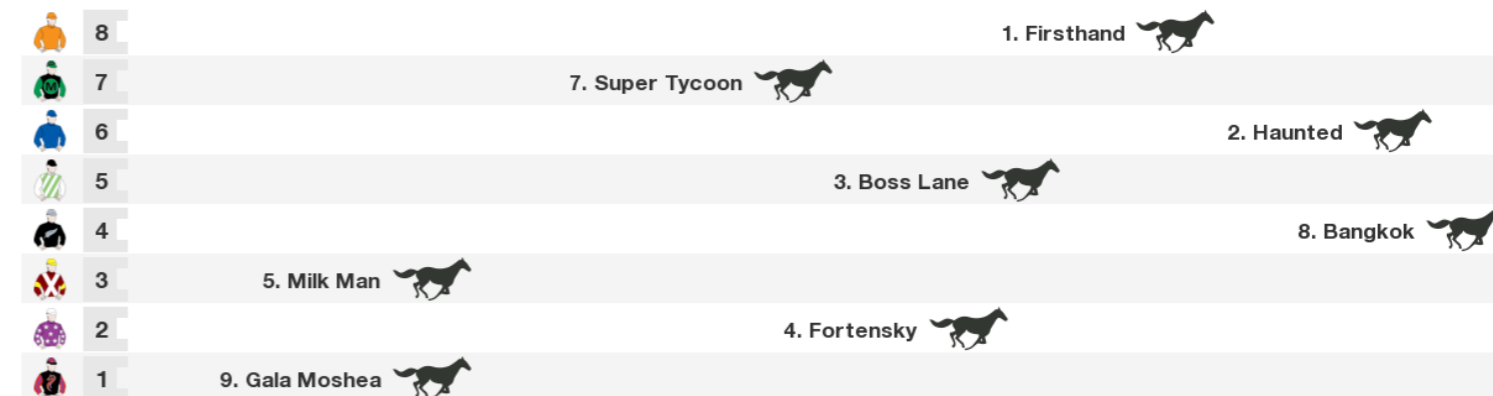 8 1. Firsthand
7 7. Super Tycoon
6 2. Haunted
5 3. Boss Lane
4 8. Bangkok
3 5. Milk Man
2 4. Fortensky
1 9. Gala Moshea